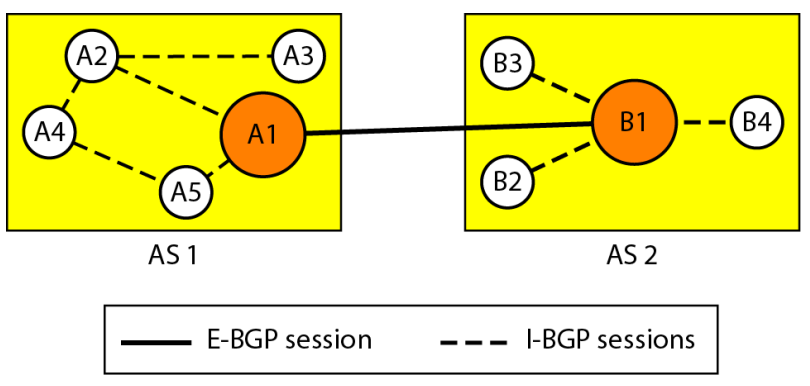 A2
A3
B3
A4
A1
B1
B4
A5
B2
AS 1
AS 2
E-BGP session
I-BGP sessions